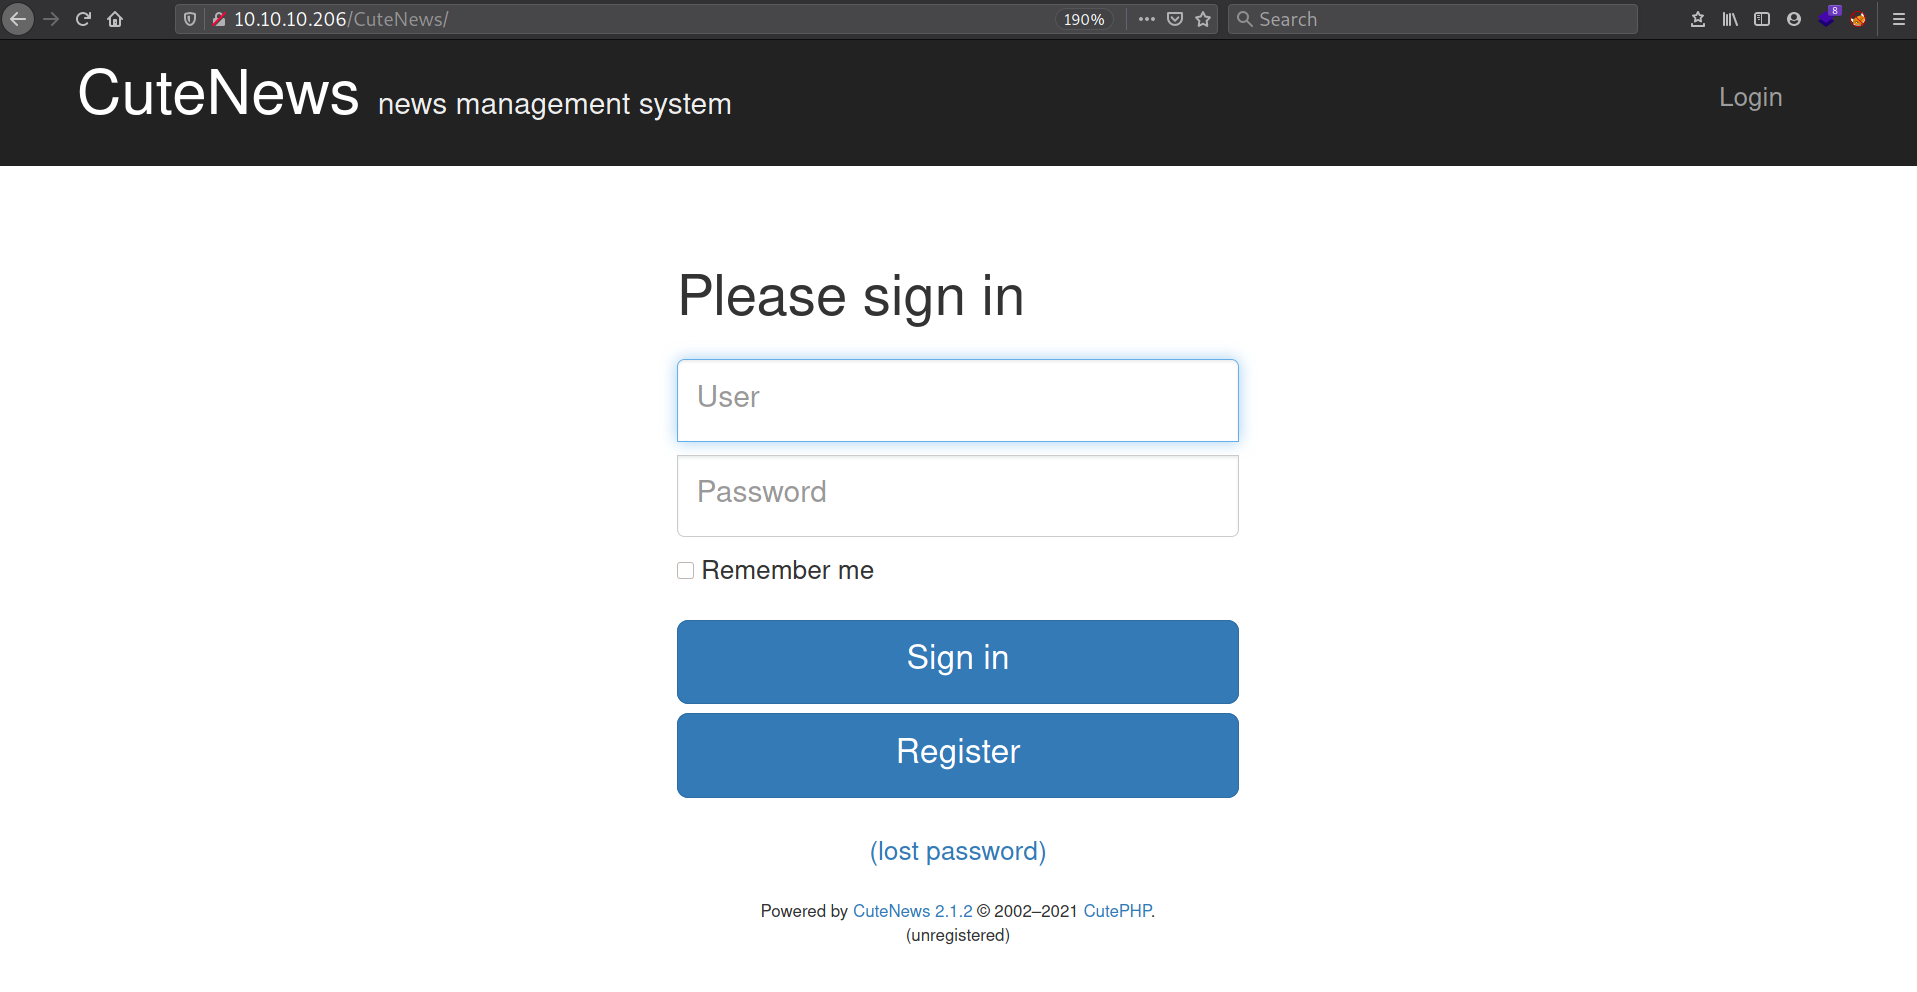 10.10.10.206/CuteNews/ 190% Search 8
CuteNews news management system Login
Please sign in
User
Password
Remember me
Sign in
Register
(lost password)
Powered by CuteNews 2.1.2 © 2002–2021 CutePHP.
(unregistered)